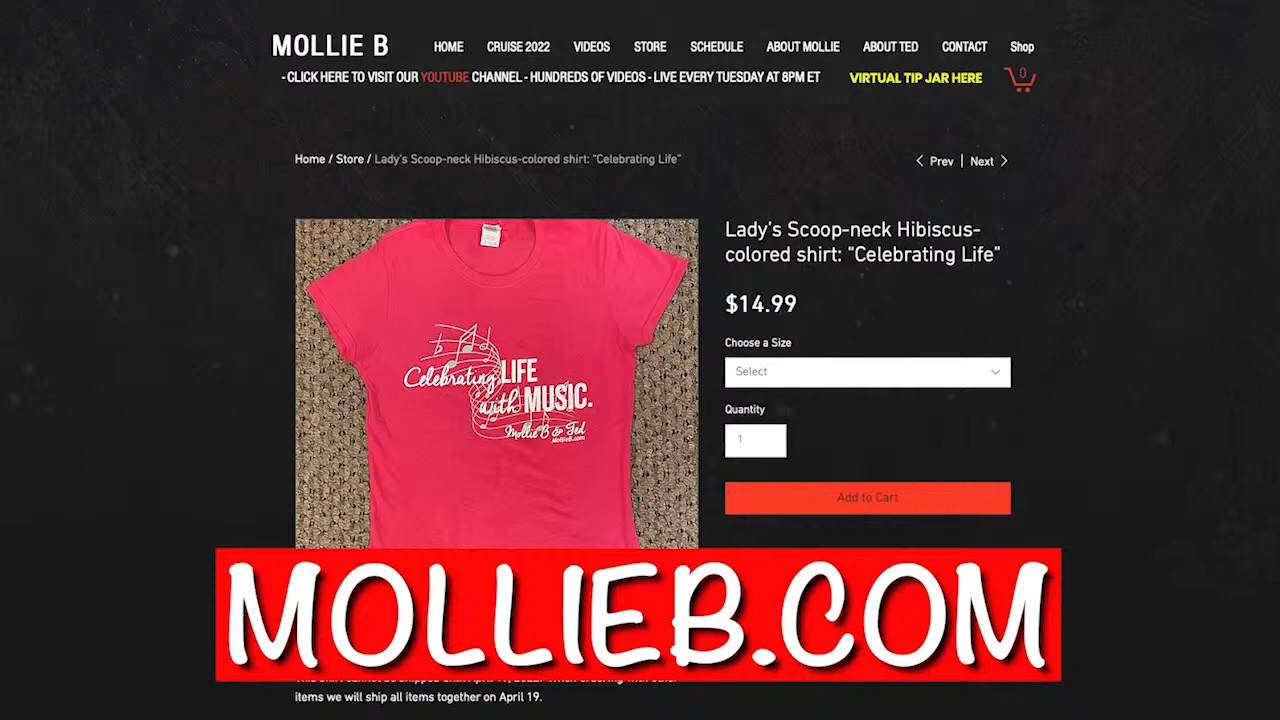 MOLLIE B
HOME CRUISE 2022 VIDEOS STORE SCHEDULE ABOUT MOLLIE ABOUT TED CONTACT Shop
- CLICK HERE TO VISIT OUR YOUTUBE CHANNEL - HUNDREDS OF VIDEOS - LIVE EVERY TUESDAY AT 8PM ET
VIRTUAL TIP JAR HERE
0
Home / Store / Lady's Scoop-neck Hibiscus-colored shirt: “Celebrating Life”
Prev | Next
Lady's Scoop-neck Hibiscus-
colored shirt: “Celebrating Life”
$14.99
Choose a Size
Select
Quantity
1
Add to Cart
Celebrating LIFE
with MUSIC.
Mollie B & Ted
MollieB.com
MOLLIEB.COM
items we will ship all items together on April 19.